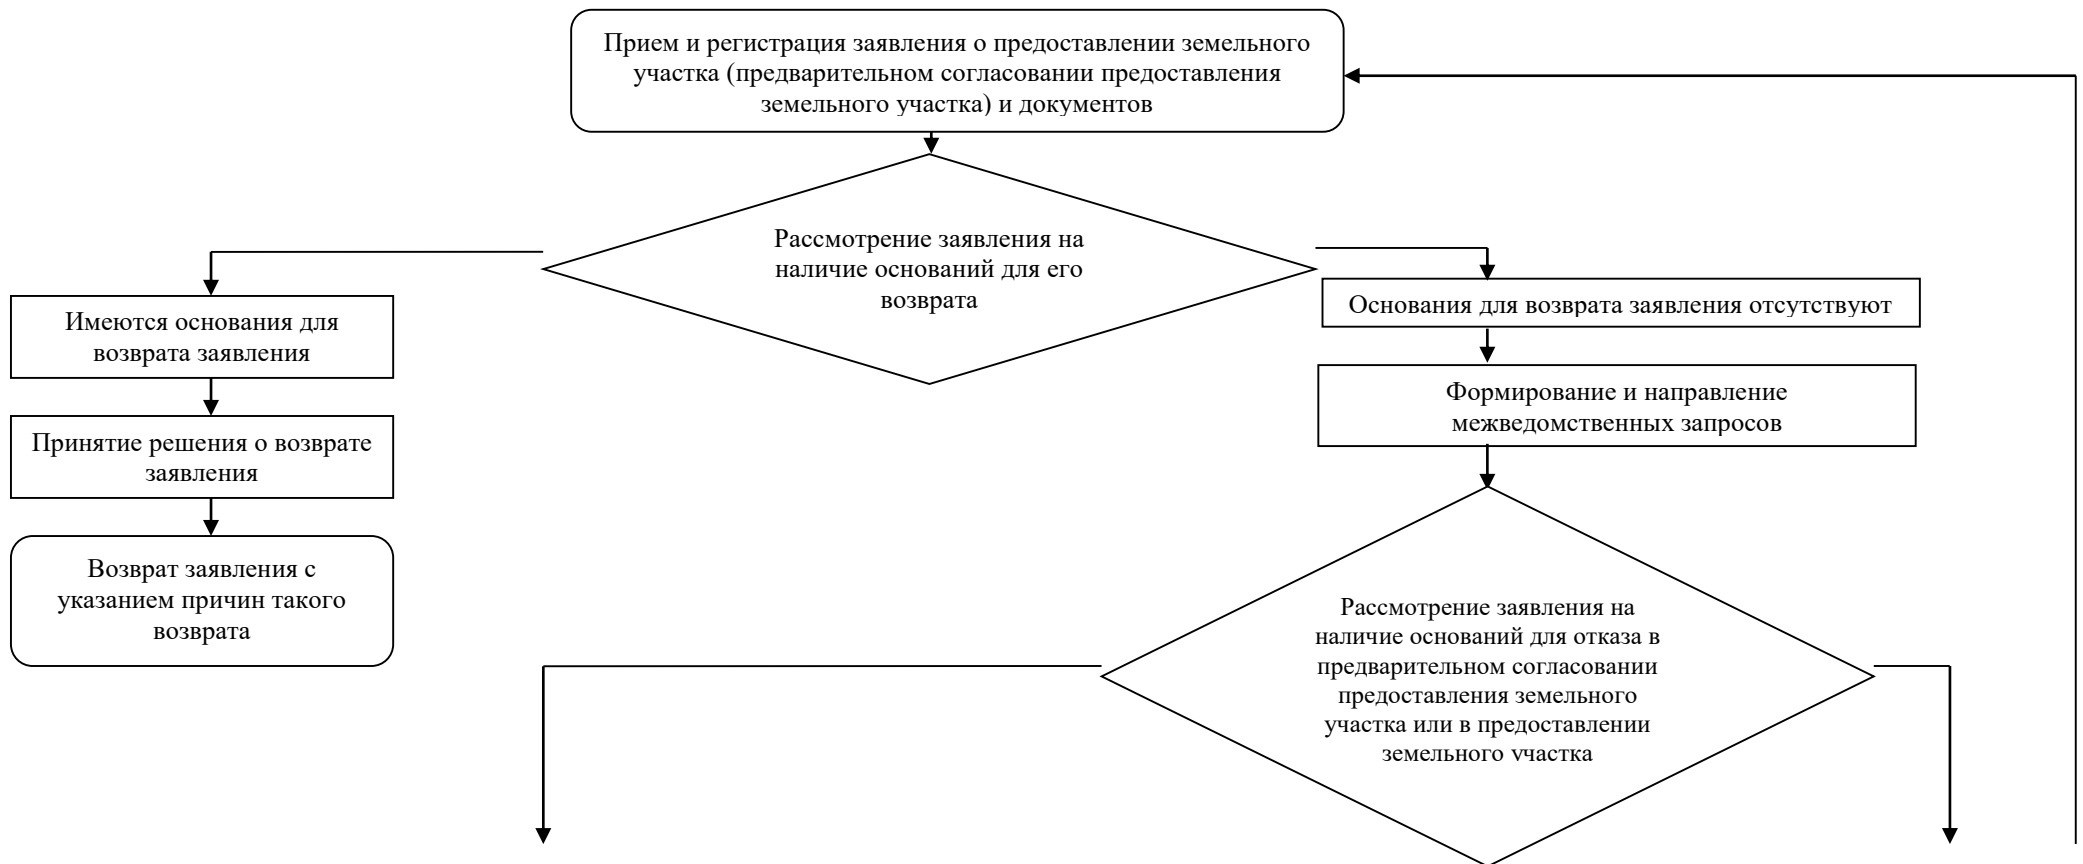 Прием и регистрация заявления о предоставлении земельного
участка (предварительном согласовании предоставления
земельного участка) и документов
Рассмотрение заявления на
наличие оснований для его
возврата
Имеются основания для
возврата заявления
Принятие решения о возврате
заявления
Возврат заявления с
указанием причин такого
возврата
Основания для возврата заявления отсутствуют
Формирование и направление
межведомственных запросов
Рассмотрение заявления на
наличие оснований для отказа в
предварительном согласовании
предоставления земельного
участка или в предоставлении
земельного участка